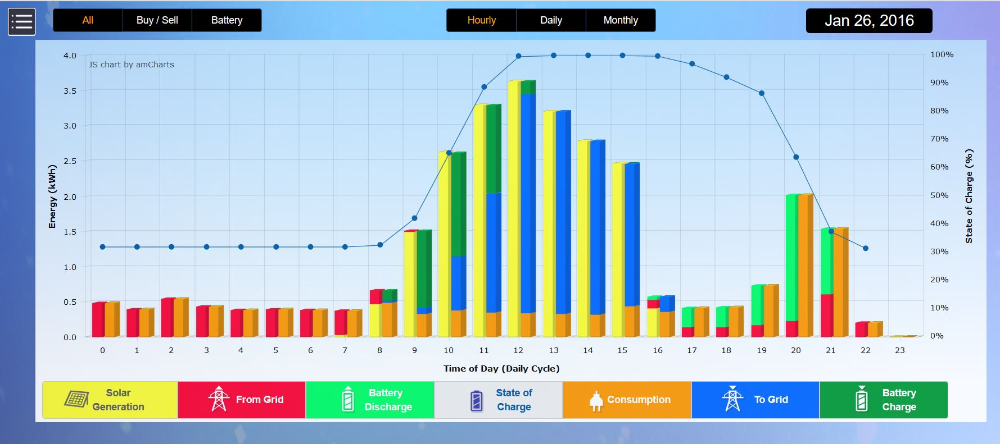 All
Buy / Sell
Battery
Hourly
Daily
Monthly
Jan 26, 2016
JS chart by amCharts
4.0
3.5
3.0
2.5
2.0
1.5
1.0
0.5
0.0
Energy (kWh)
100%
90%
80%
70%
60%
50%
40%
30%
20%
10%
0%
State of Charge (%)
0 1 2 3 4 5 6 7 8 9 10 11 12 13 14 15 16 17 18 19 20 21 22 23
Time of Day (Daily Cycle)
Solar
Generation
From Grid
Battery
Discharge
State of
Charge
Consumption
To Grid
Battery
Charge